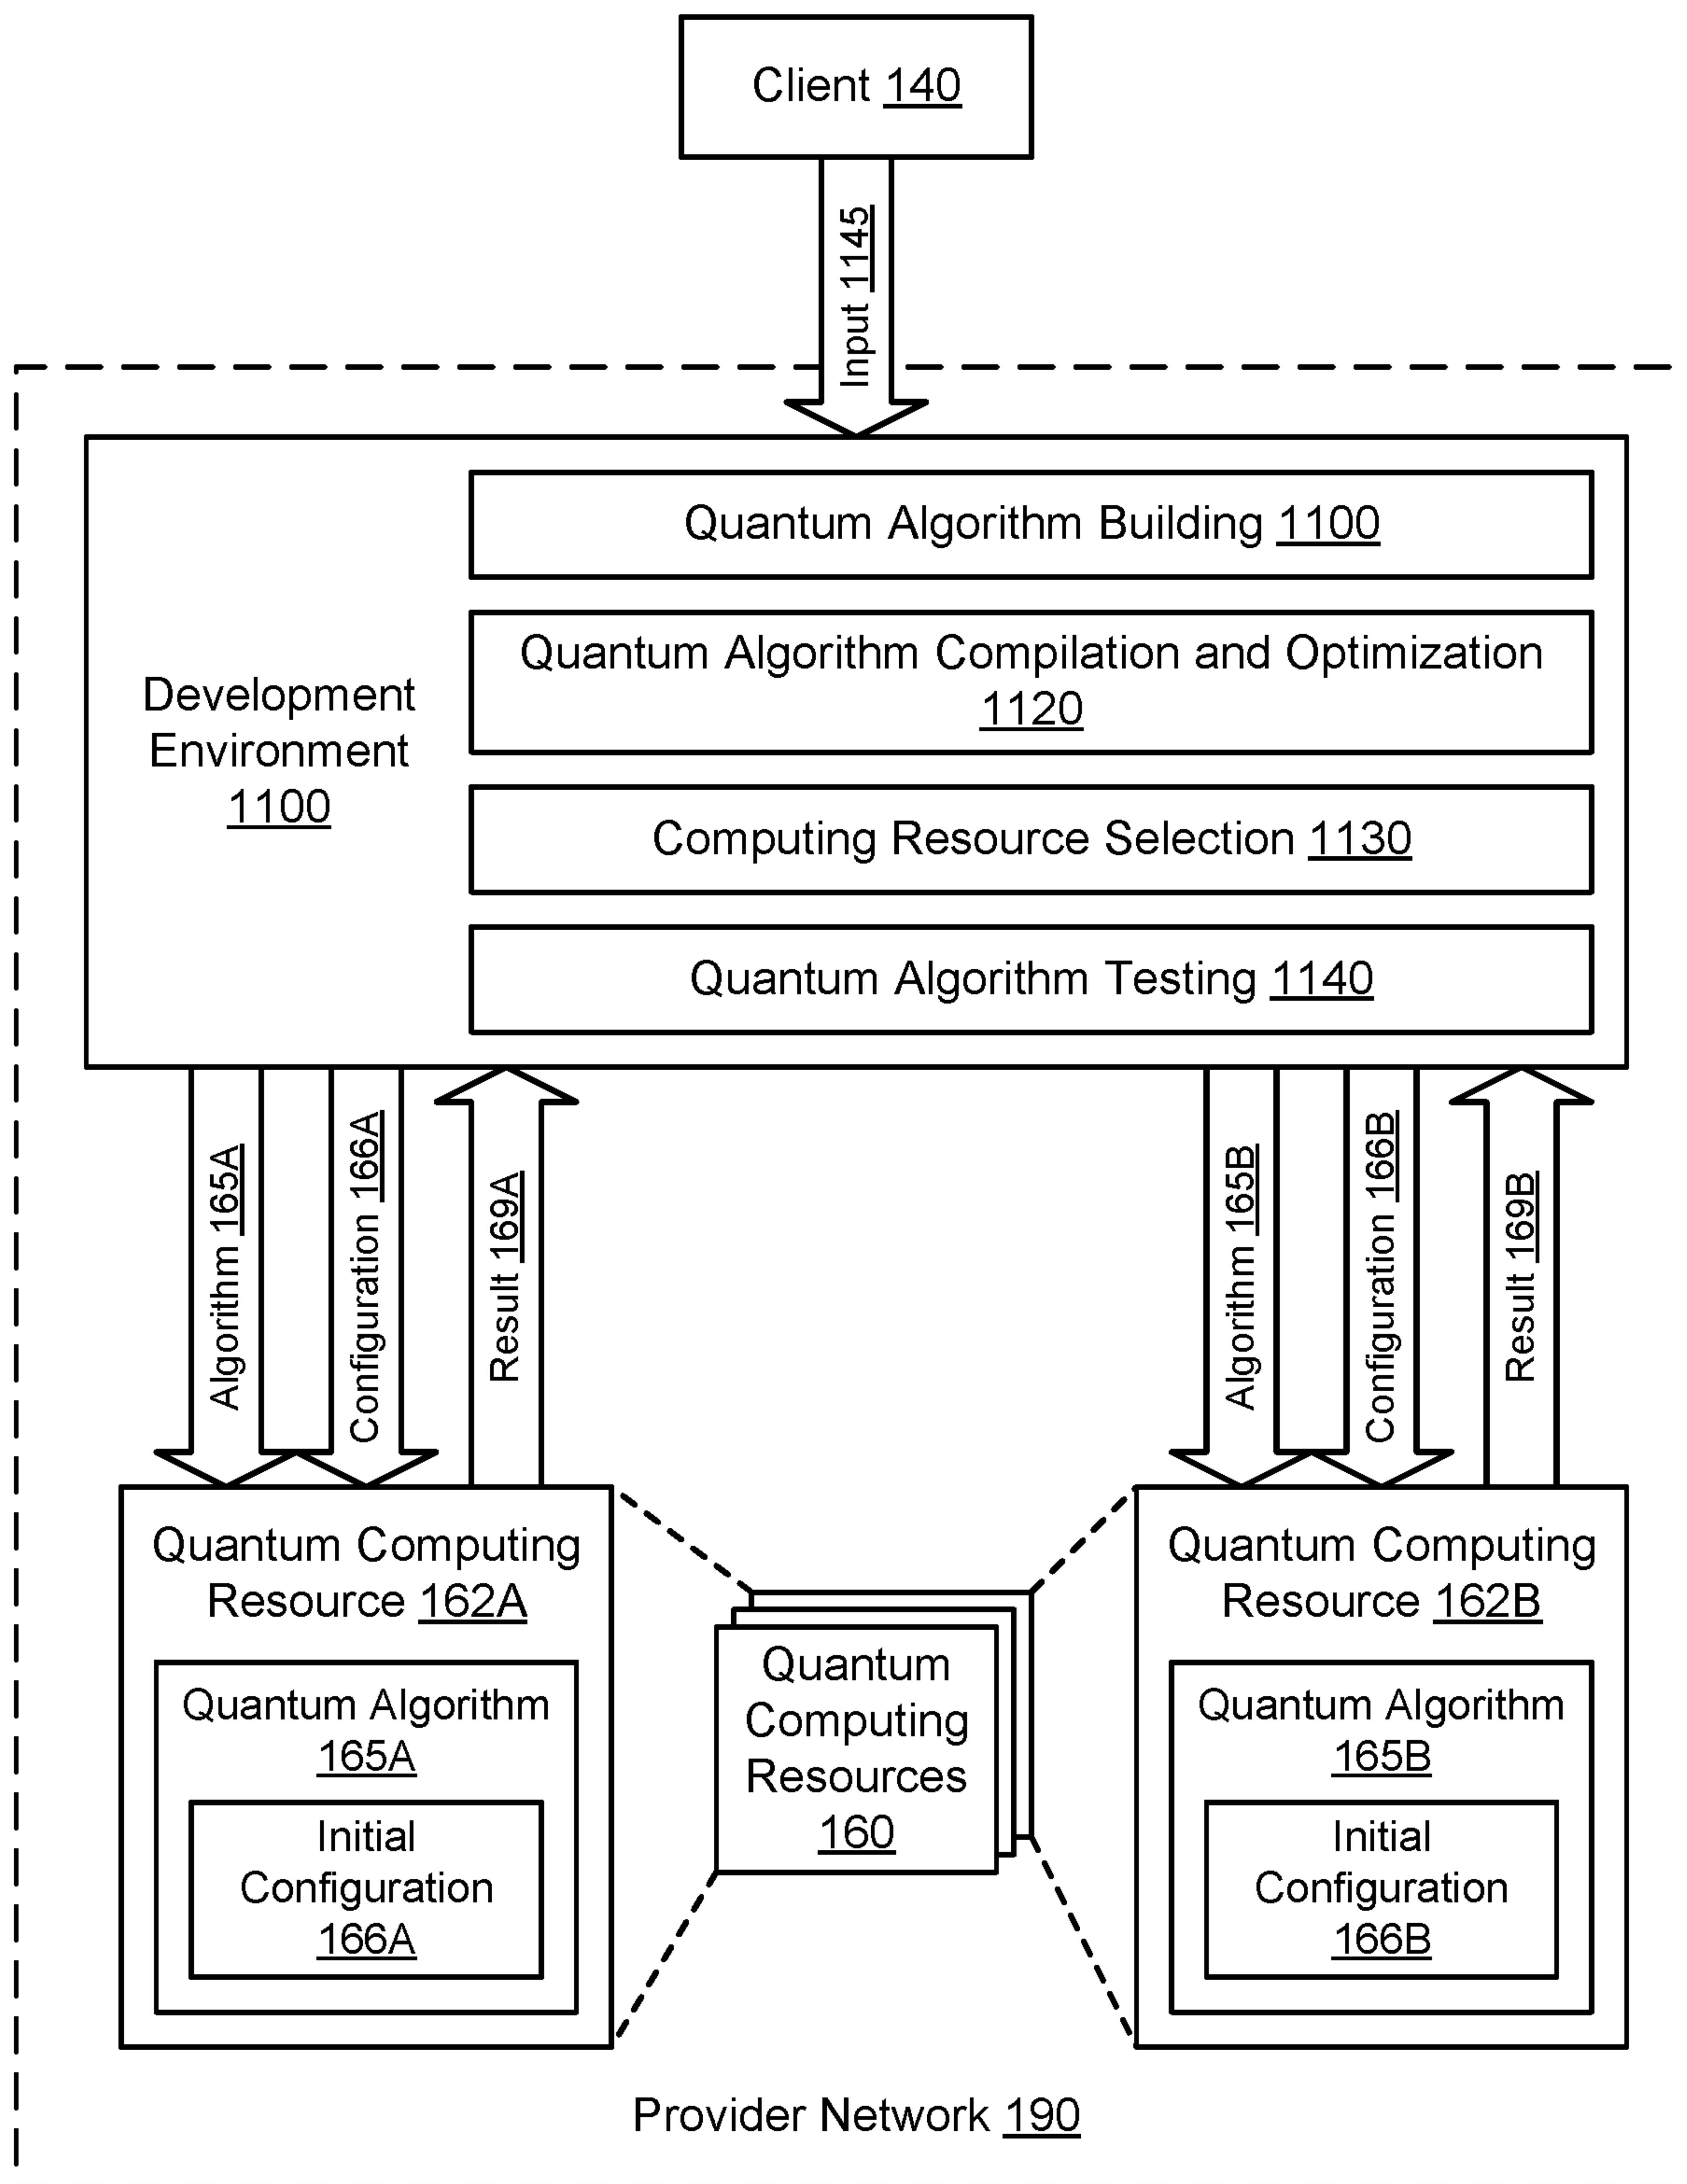 Client 140
Input 1145
Development
Environment
1100
Quantum Algorithm Building 1100
Quantum Algorithm Compilation and Optimization
1120
Computing Resource Selection 1130
Quantum Algorithm Testing 1140
Algorithm 165A
Configuration 166A
Result 169A
Algorithm 165B
Configuration 166B
Result 169B
Quantum Computing
Resource 162A
Quantum Algorithm
165A
Initial
Configuration
166A
Quantum
Computing
Resources
160
Quantum Computing
Resource 162B
Quantum Algorithm
165B
Initial
Configuration
166B
Provider Network 190